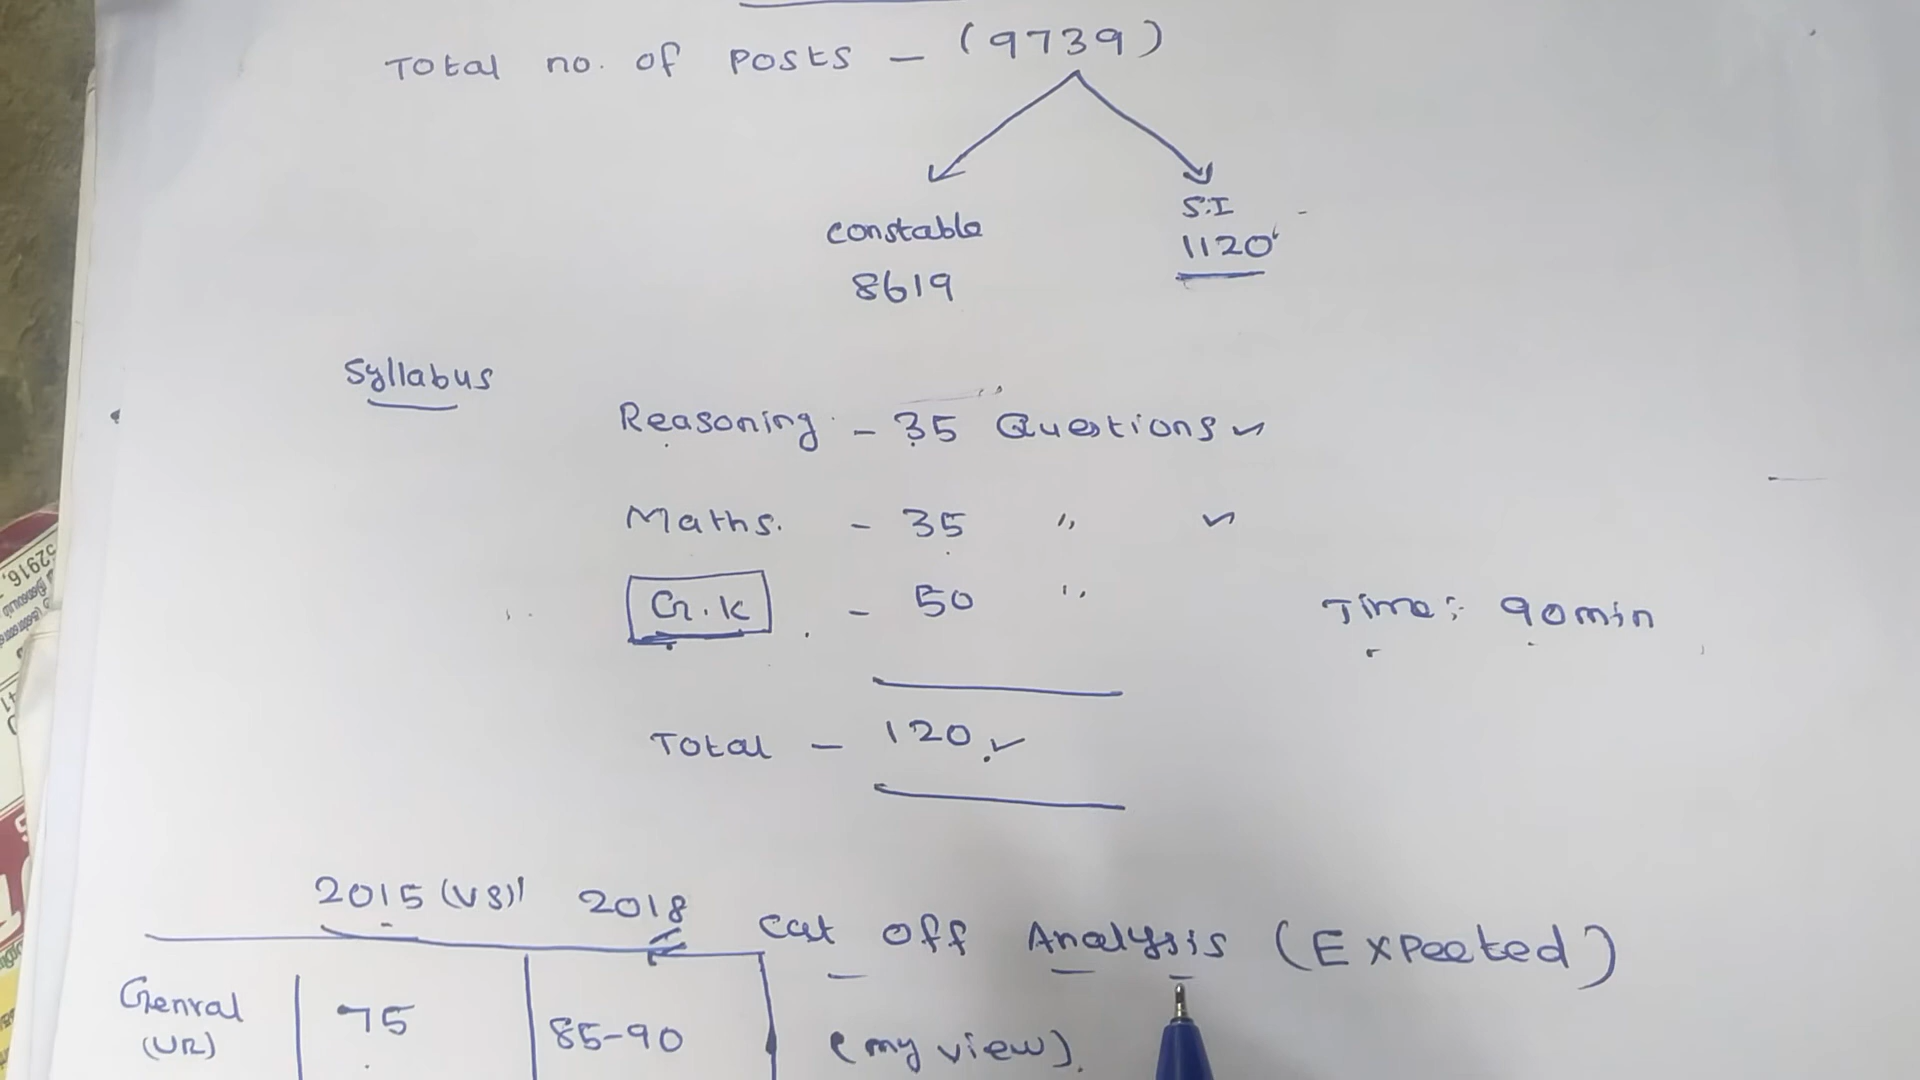 Total no. of posts - (9739)
constable
8619
S.I
1120
Syllabus
Reasoning - 35 Questions
Maths. - 35 "
G.K - 50 "
Time: 90min
Total - 120
2015 (VS) 2018 Cut off Analysis (Expected)
Genral 75 85-90 (my view).
(UR)
52916,